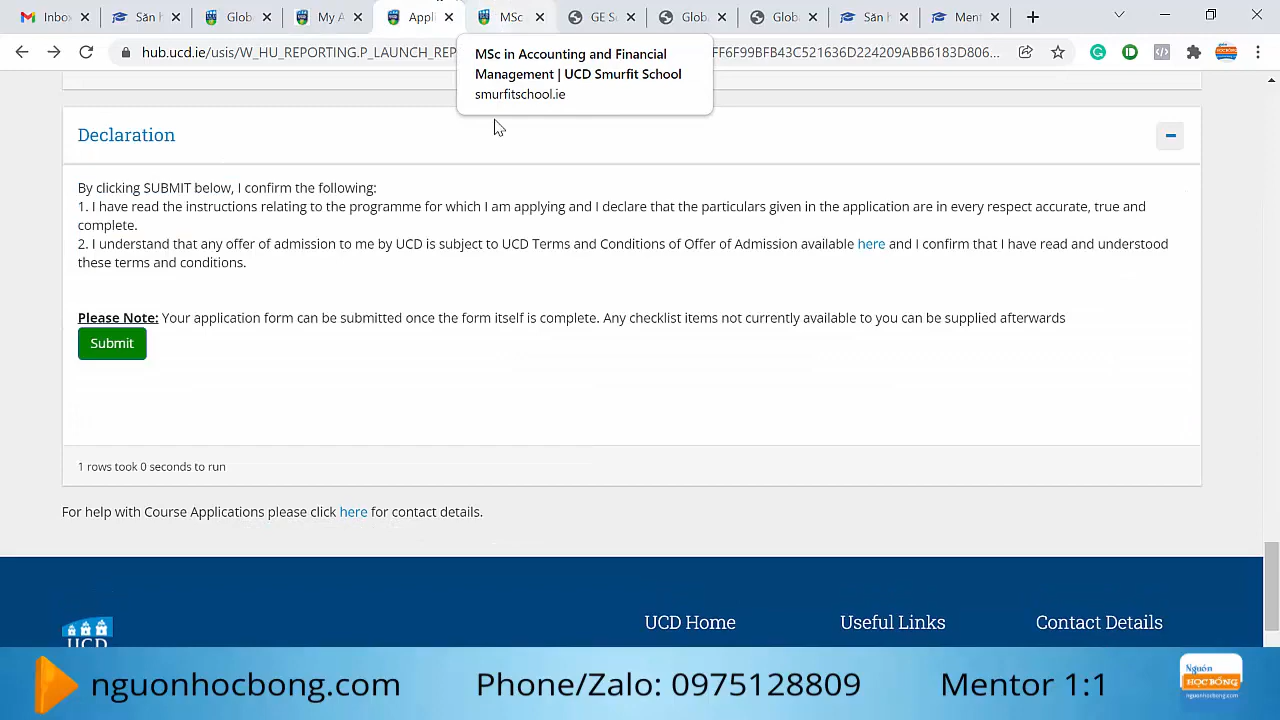 Inbo
Săn h
Glob
My A
Appl
MSc
GE S
Glob
Glob
Săn h
Ment
hub.ucd.ie/usis/W_HU_REPORTING.P_LAUNCH_REP
FF6F99BFB43C521636D224209ABB6183D806...
MSc in Accounting and Financial
Management | UCD Smurfit School
smurfitschool.ie
Declaration
By clicking SUBMIT below, I confirm the following:
1. I have read the instructions relating to the programme for which I am applying and I declare that the particulars given in the application are in every respect accurate, true and
complete.
2. I understand that any offer of admission to me by UCD is subject to UCD Terms and Conditions of Offer of Admission available here and I confirm that I have read and understood
these terms and conditions.
Please Note: Your application form can be submitted once the form itself is complete. Any checklist items not currently available to you can be supplied afterwards
Submit
1 rows took 0 seconds to run
For help with Course Applications please click here for contact details.
UCD Home
Useful Links
Contact Details
UCD
nguonhocbong.com
Phone/Zalo: 0975128809
Mentor 1:1
Nguồn
HỌC BỔNG
nguonhocbong.com